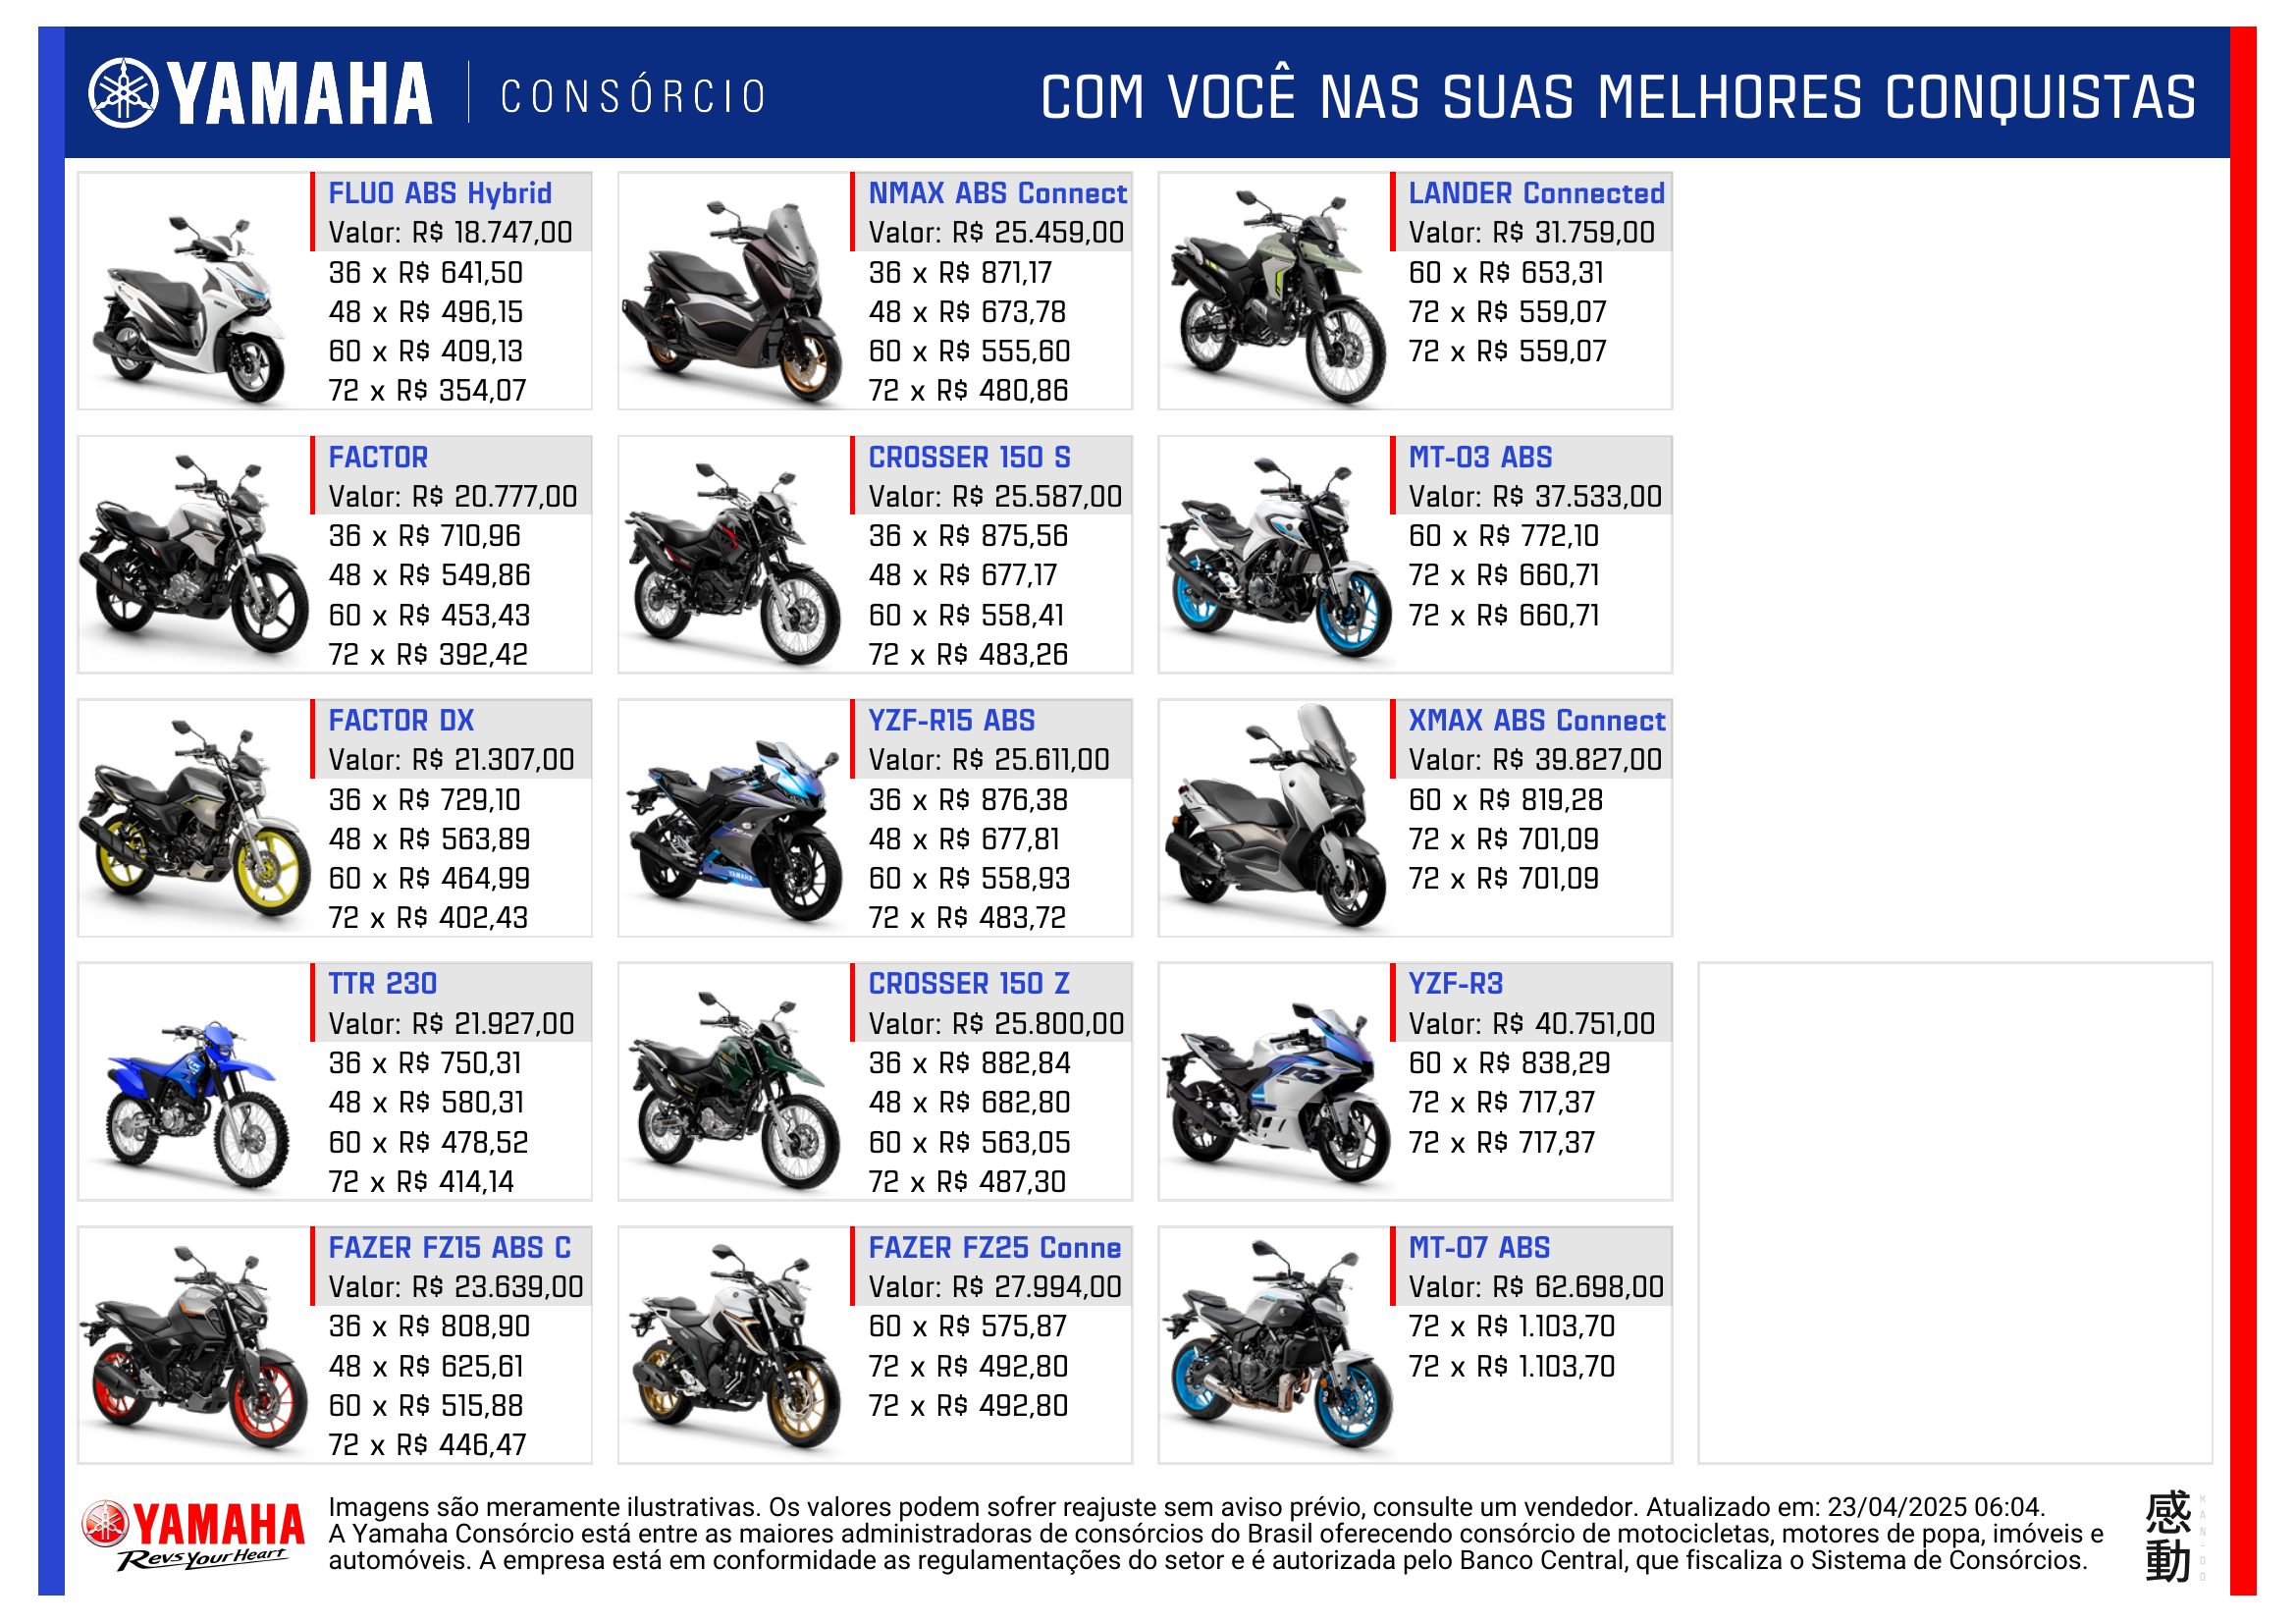 YAMAHA CONSÓRCIO
COM VOCÊ NAS SUAS MELHORES CONQUISTAS
FLUO ABS Hybrid
Valor: R$ 18.747,00
36 x R$ 641,50
48 x R$ 496,15
60 x R$ 409,13
72 x R$ 354,07
NMAX ABS Connect
Valor: R$ 25.459,00
36 x R$ 871,17
48 x R$ 673,78
60 x R$ 555,60
72 x R$ 480,86
LANDER Connected
Valor: R$ 31.759,00
60 x R$ 653,31
72 x R$ 559,07
72 x R$ 559,07
FACTOR
Valor: R$ 20.777,00
36 x R$ 710,96
48 x R$ 549,86
60 x R$ 453,43
72 x R$ 392,42
CROSSER 150 S
Valor: R$ 25.587,00
36 x R$ 875,56
48 x R$ 677,17
60 x R$ 558,41
72 x R$ 483,26
MT-03 ABS
Valor: R$ 37.533,00
60 x R$ 772,10
72 x R$ 660,71
72 x R$ 660,71
FACTOR DX
Valor: R$ 21.307,00
36 x R$ 729,10
48 x R$ 563,89
60 x R$ 464,99
72 x R$ 402,43
YZF-R15 ABS
Valor: R$ 25.611,00
36 x R$ 876,38
48 x R$ 677,81
60 x R$ 558,93
72 x R$ 483,72
YAMAHA
XMAX ABS Connect
Valor: R$ 39.827,00
60 x R$ 819,28
72 x R$ 701,09
72 x R$ 701,09
TTR 230
Valor: R$ 21.927,00
36 x R$ 750,31
48 x R$ 580,31
60 x R$ 478,52
72 x R$ 414,14
CROSSER 150 Z
Valor: R$ 25.800,00
36 x R$ 882,84
48 x R$ 682,80
60 x R$ 563,05
72 x R$ 487,30
YZF-R3
Valor: R$ 40.751,00
60 x R$ 838,29
72 x R$ 717,37
72 x R$ 717,37
FAZER FZ15 ABS C
Valor: R$ 23.639,00
36 x R$ 808,90
48 x R$ 625,61
60 x R$ 515,88
72 x R$ 446,47
FAZER FZ25 Conne
Valor: R$ 27.994,00
60 x R$ 575,87
72 x R$ 492,80
72 x R$ 492,80
MT-07 ABS
Valor: R$ 62.698,00
72 x R$ 1.103,70
72 x R$ 1.103,70
YAMAHA
Revs Your Heart
Imagens são meramente ilustrativas. Os valores podem sofrer reajuste sem aviso prévio, consulte um vendedor. Atualizado em: 23/04/2025 06:04.
A Yamaha Consórcio está entre as maiores administradoras de consórcios do Brasil oferecendo consórcio de motocicletas, motores de popa, imóveis e
automóveis. A empresa está em conformidade as regulamentações do setor e é autorizada pelo Banco Central, que fiscaliza o Sistema de Consórcios.
感動
KAN-DO